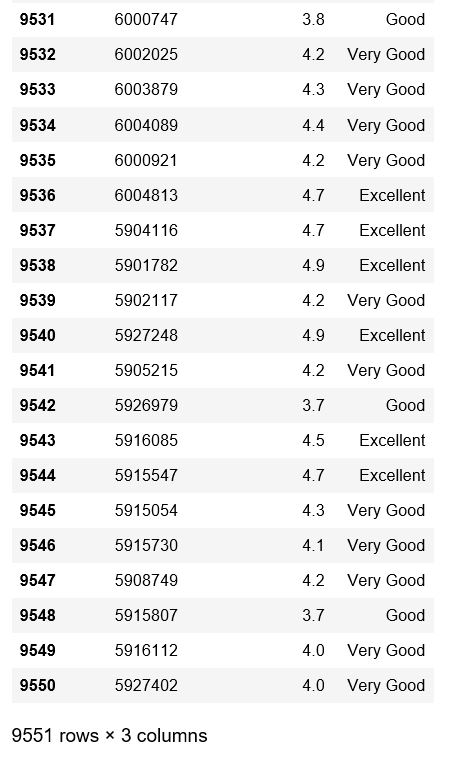 9531 6000747 3.8 Good
9532 6002025 4.2 Very Good
9533 6003879 4.3 Very Good
9534 6004089 4.4 Very Good
9535 6000921 4.2 Very Good
9536 6004813 4.7 Excellent
9537 5904116 4.7 Excellent
9538 5901782 4.9 Excellent
9539 5902117 4.2 Very Good
9540 5927248 4.9 Excellent
9541 5905215 4.2 Very Good
9542 5926979 3.7 Good
9543 5916085 4.5 Excellent
9544 5915547 4.7 Excellent
9545 5915054 4.3 Very Good
9546 5915730 4.1 Very Good
9547 5908749 4.2 Very Good
9548 5915807 3.7 Good
9549 5916112 4.0 Very Good
9550 5927402 4.0 Very Good
9551 rows × 3 columns